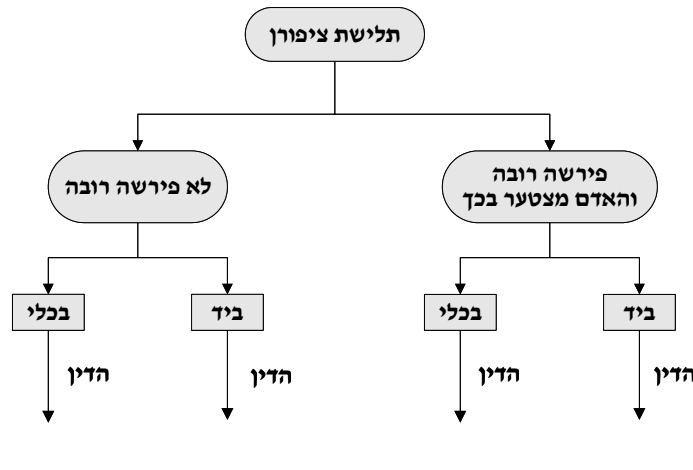 תלישת ציפורן
פירשה רובה
והאדם מצטער בכך
לא פירשה רובה
ביד
בכלי
ביד
בכלי
הדין
הדין
הדין
הדין